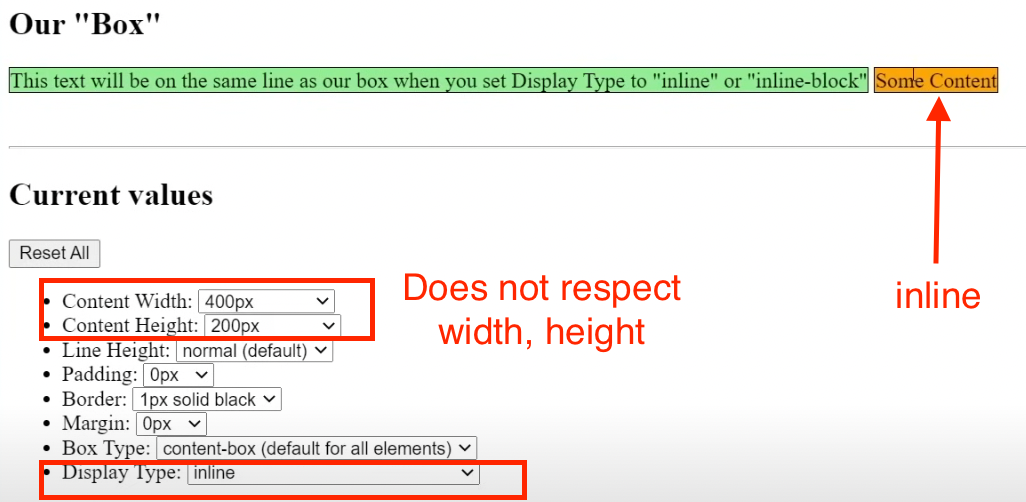 Our "Box"
This text will be on the same line as our box when you set Display Type to "inline" or "inline-block" Some Content
Current values
Reset All
Content Width: 400px
Content Height: 200px
Line Height: normal (default)
Padding: 0px
Border: 1px solid black
Margin: 0px
Box Type: content-box (default for all elements)
Display Type: inline
Does not respect
width, height
inline